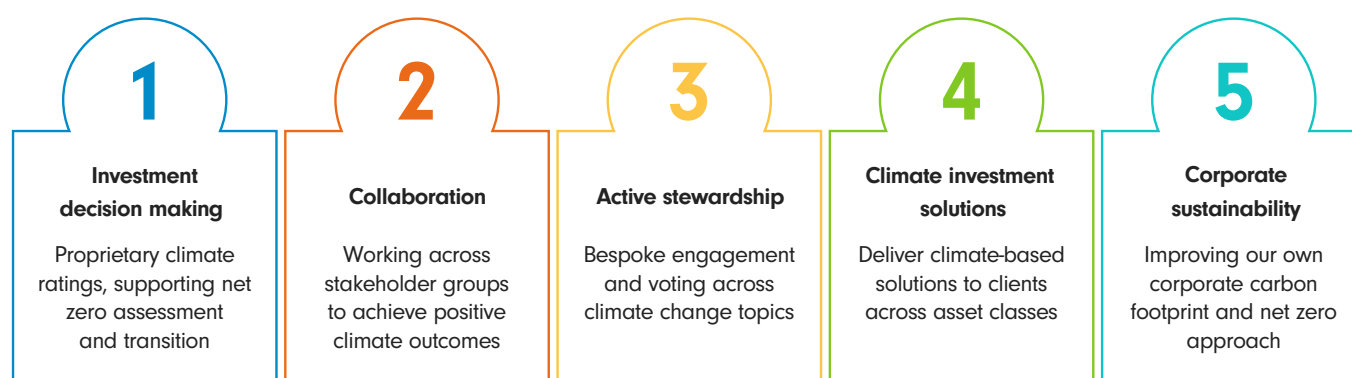 1
Investment
decision making
Proprietary climate
ratings, supporting net
zero assessment
and transition
2
Collaboration
Working across
stakeholder groups
to achieve positive
climate outcomes
3
Active stewardship
Bespoke engagement
and voting across
climate change topics
4
Climate investment
solutions
Deliver climate-based
solutions to clients
across asset classes
5
Corporate
sustainability
Improving our own
corporate carbon
footprint and net zero
approach